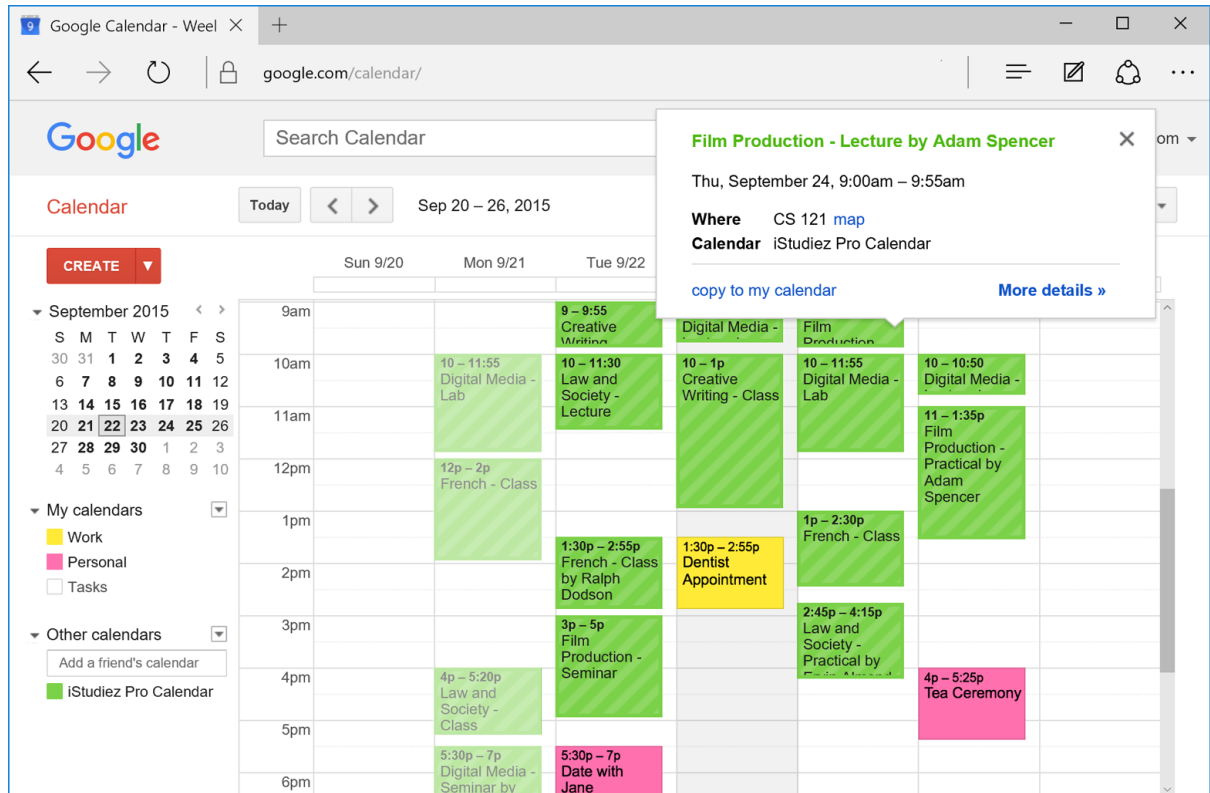 Google Calendar - Weel
google.com/calendar/
Google
Search Calendar
om
Film Production - Lecture by Adam Spencer
Thu, September 24, 9:00am – 9:55am
Where CS 121 map
Calendar iStudiez Pro Calendar
copy to my calendar More details »
Calendar
Today
Sep 20 – 26, 2015
CREATE
September 2015
S M T W T F S
30 31 1 2 3 4 5
6 7 8 9 10 11 12
13 14 15 16 17 18 19
20 21 22 23 24 25 26
27 28 29 30 1 2 3
4 5 6 7 8 9 10
My calendars
Work
Personal
Tasks
Other calendars
Add a friend's calendar
iStudiez Pro Calendar
Sun 9/20 Mon 9/21 Tue 9/22
9am
10am
11am
12pm
1pm
2pm
3pm
4pm
5pm
6pm
10 – 11:55
Digital Media -
Lab
12p – 2p
French - Class
4p – 5:20p
Law and
Society -
Class
5:30p – 7p
Digital Media -
Seminar by
9 – 9:55
Creative
Writing
10 – 11:30
Law and
Society -
Lecture
1:30p – 2:55p
French - Class
by Ralph
Dodson
3p – 5p
Film
Production -
Seminar
5:30p – 7p
Date with
Jane
Digital Media -
10 – 1p
Creative
Writing - Class
1:30p – 2:55p
Dentist
Appointment
Film
Production
10 – 11:55
Digital Media -
Lab
1p – 2:30p
French - Class
2:45p – 4:15p
Law and
Society -
Practical by
10 – 10:50
Digital Media -
11 – 1:35p
Film
Production -
Practical by
Adam
Spencer
4p – 5:25p
Tea Ceremony